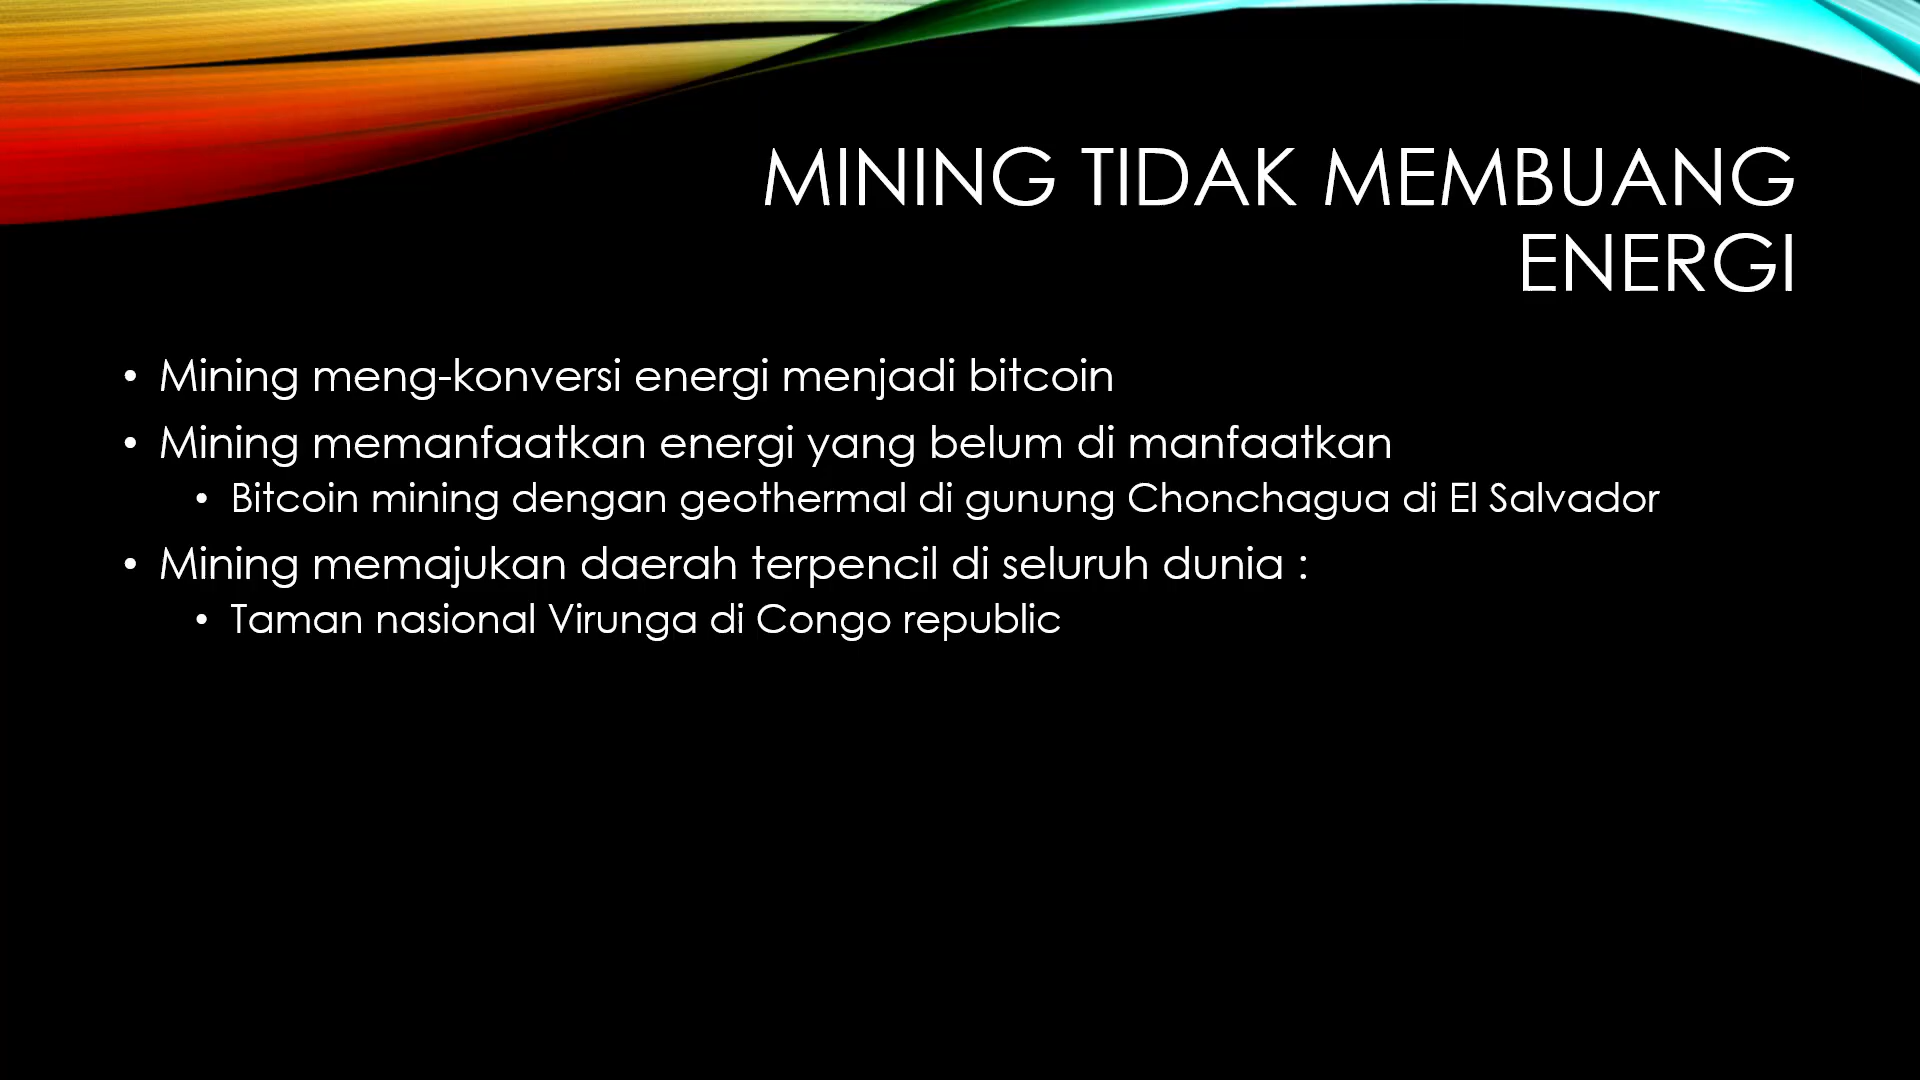 MINING TIDAK MEMBUANG
ENERGI
• Mining meng-konversi energi menjadi bitcoin
• Mining memanfaatkan energi yang belum di manfaatkan
• Bitcoin mining dengan geothermal di gunung Chonchagua di El Salvador
• Mining memajukan daerah terpencil di seluruh dunia :
• Taman nasional Virunga di Congo republic